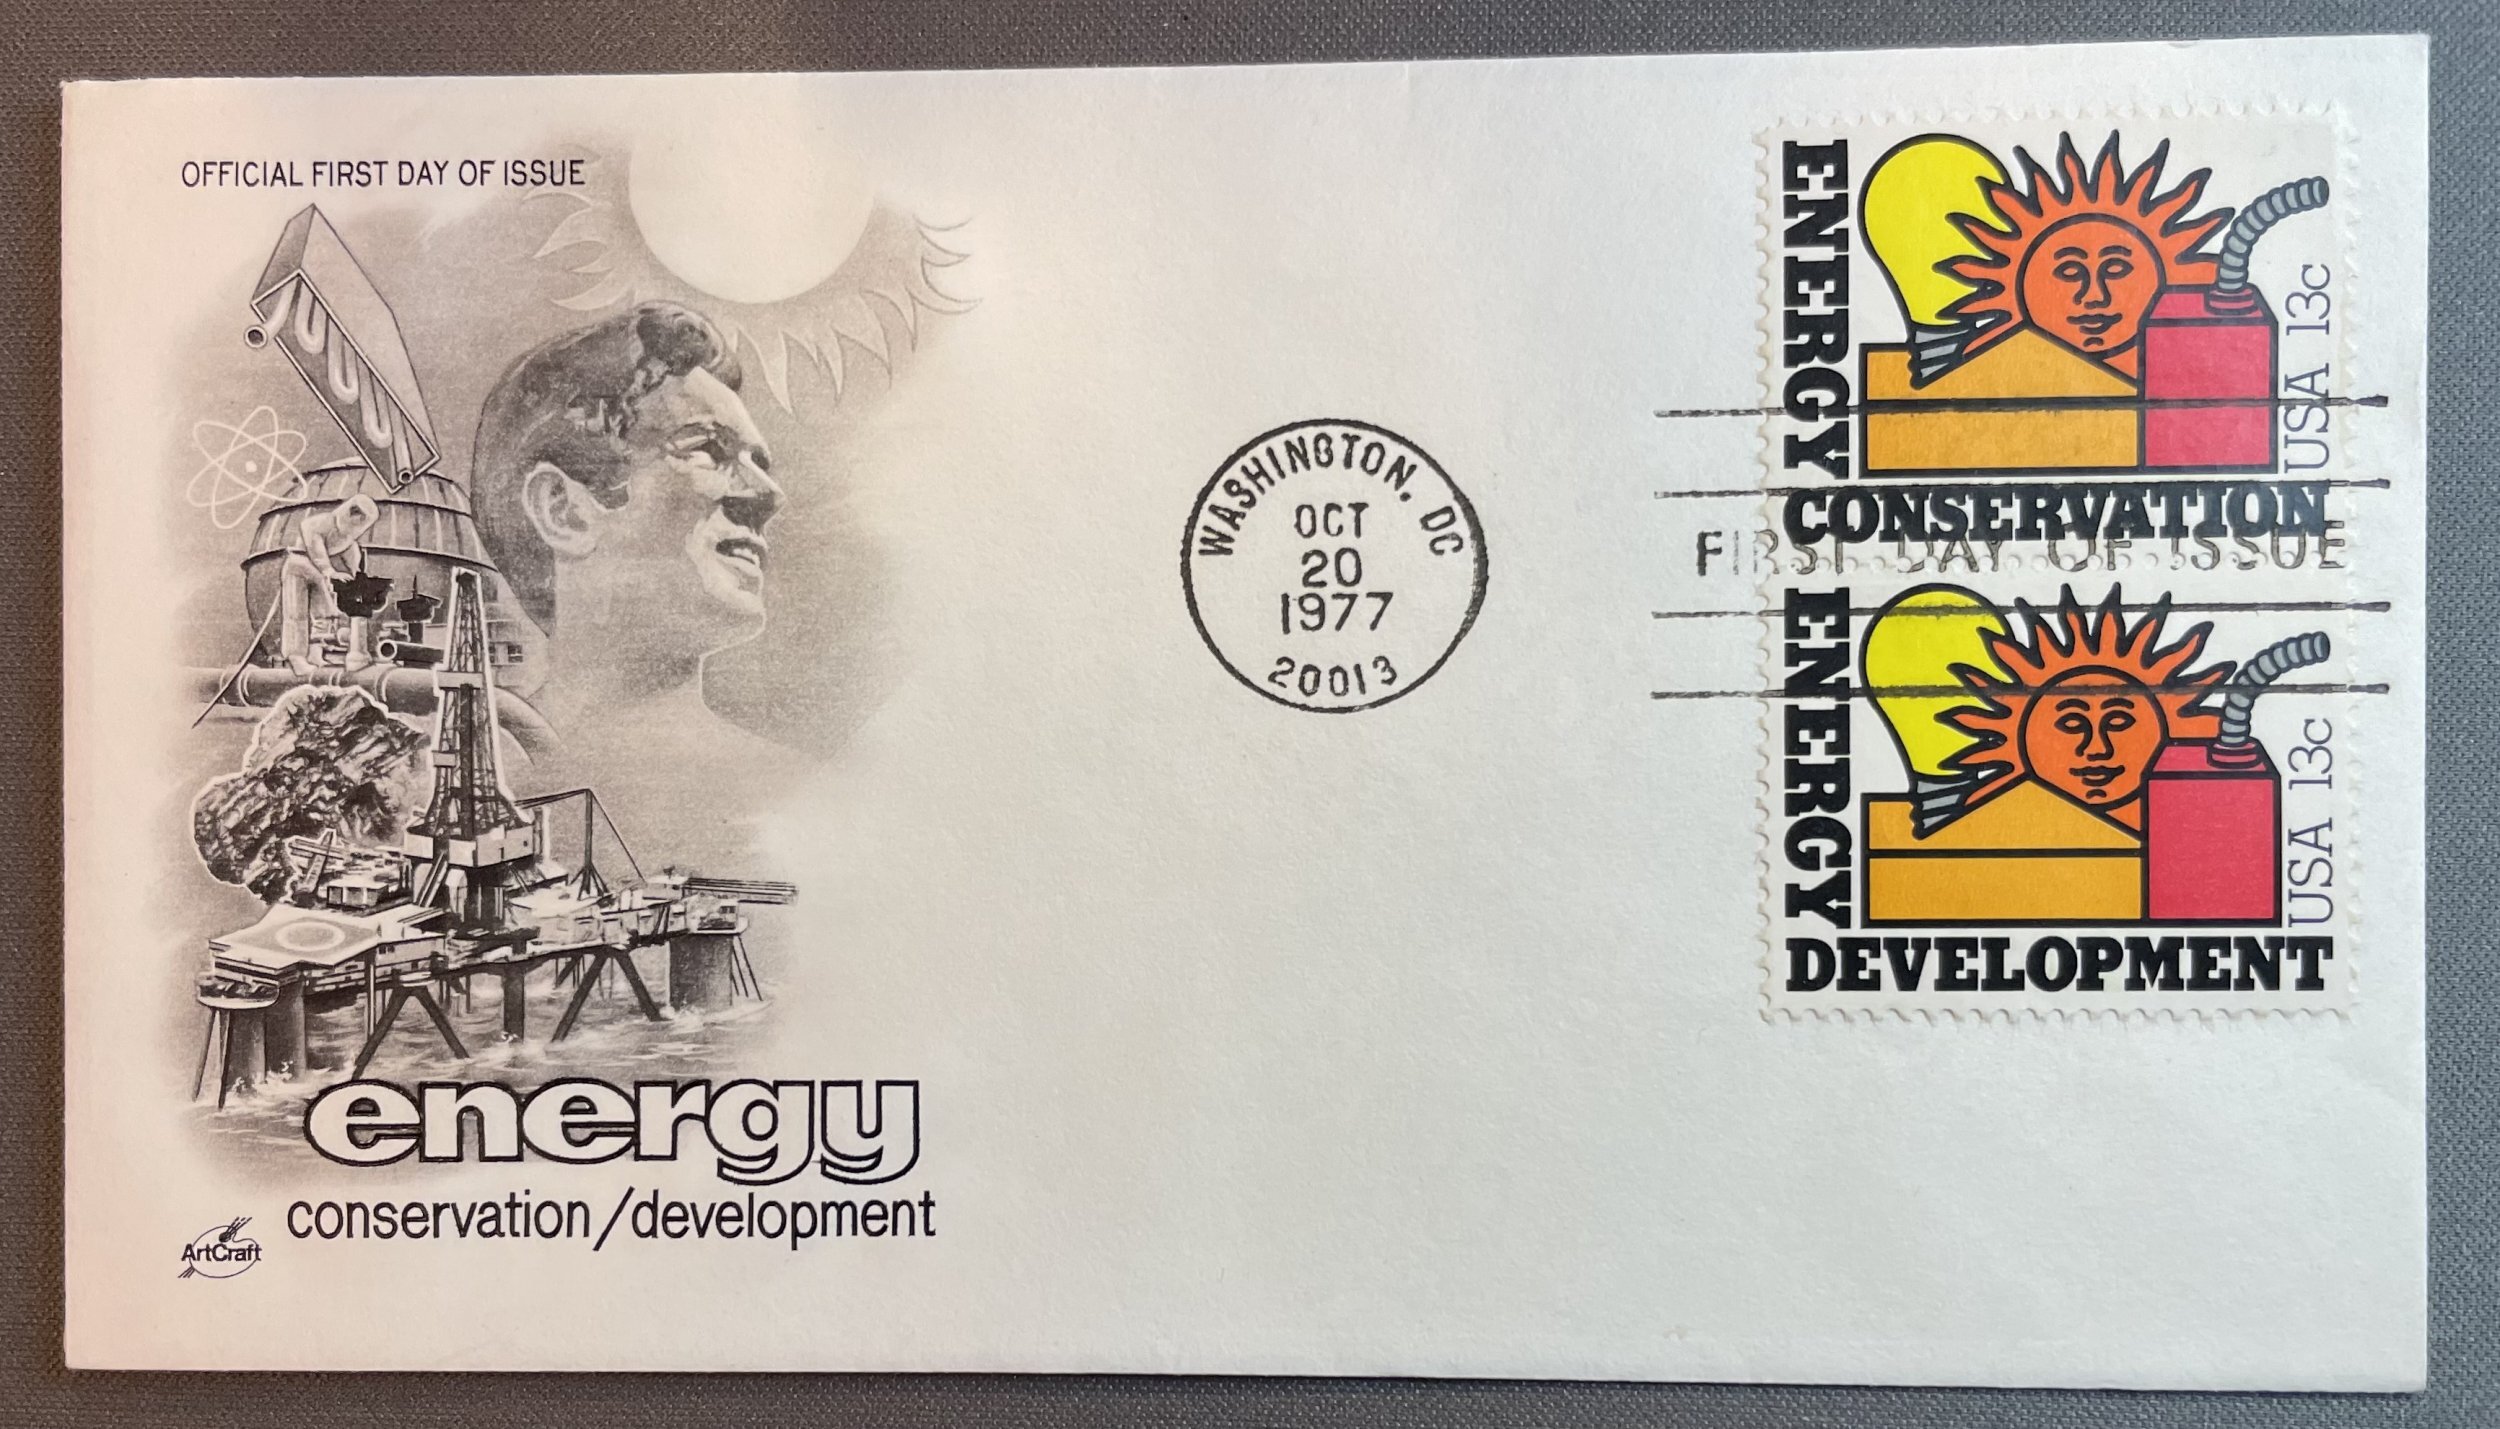 OFFICIAL FIRST DAY OF ISSUE
energy
conservation/development
ArtCraft
WASHINGTON, DC
OCT
20
1977
20013
ENERGY
CONSERVATION
USA 13c
FIRST DAY OF ISSUE
ENERGY
DEVELOPMENT
USA 13c